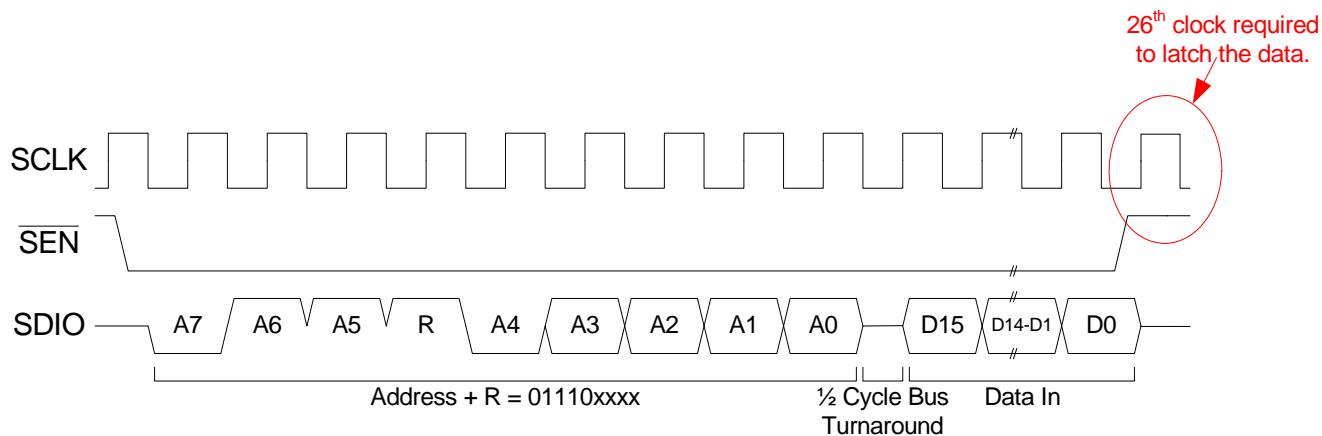 26th clock required
to latch the data.
SCLK
SEN
SDIO
A7 A6 A5 R A4 A3 A2 A1 A0 D15 D14-D1 D0
Address + R = 01110xxxx
½ Cycle Bus
Turnaround
Data In